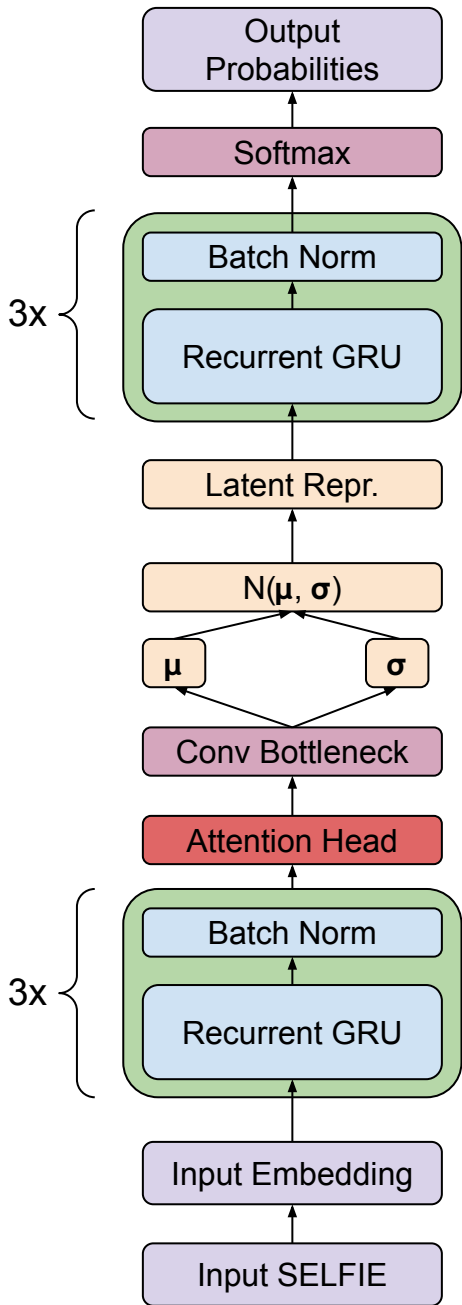 Output
Probabilities
Softmax
3x
Batch Norm
Recurrent GRU
Latent Repr.
N(μ, σ)
μ
σ
Conv Bottleneck
Attention Head
3x
Batch Norm
Recurrent GRU
Input Embedding
Input SELFIE